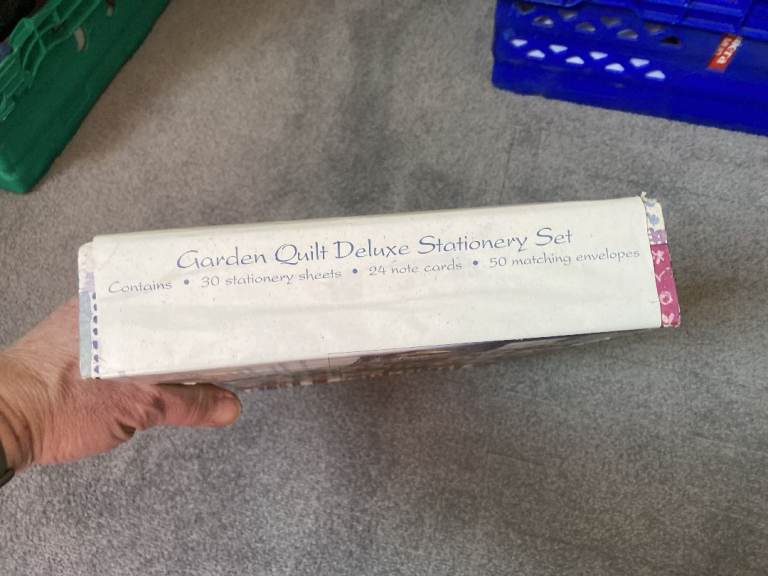 Garden Quilt Deluxe Stationery Set
Contains • 30 stationery sheets • 24 note cards • 50 matching envelopes